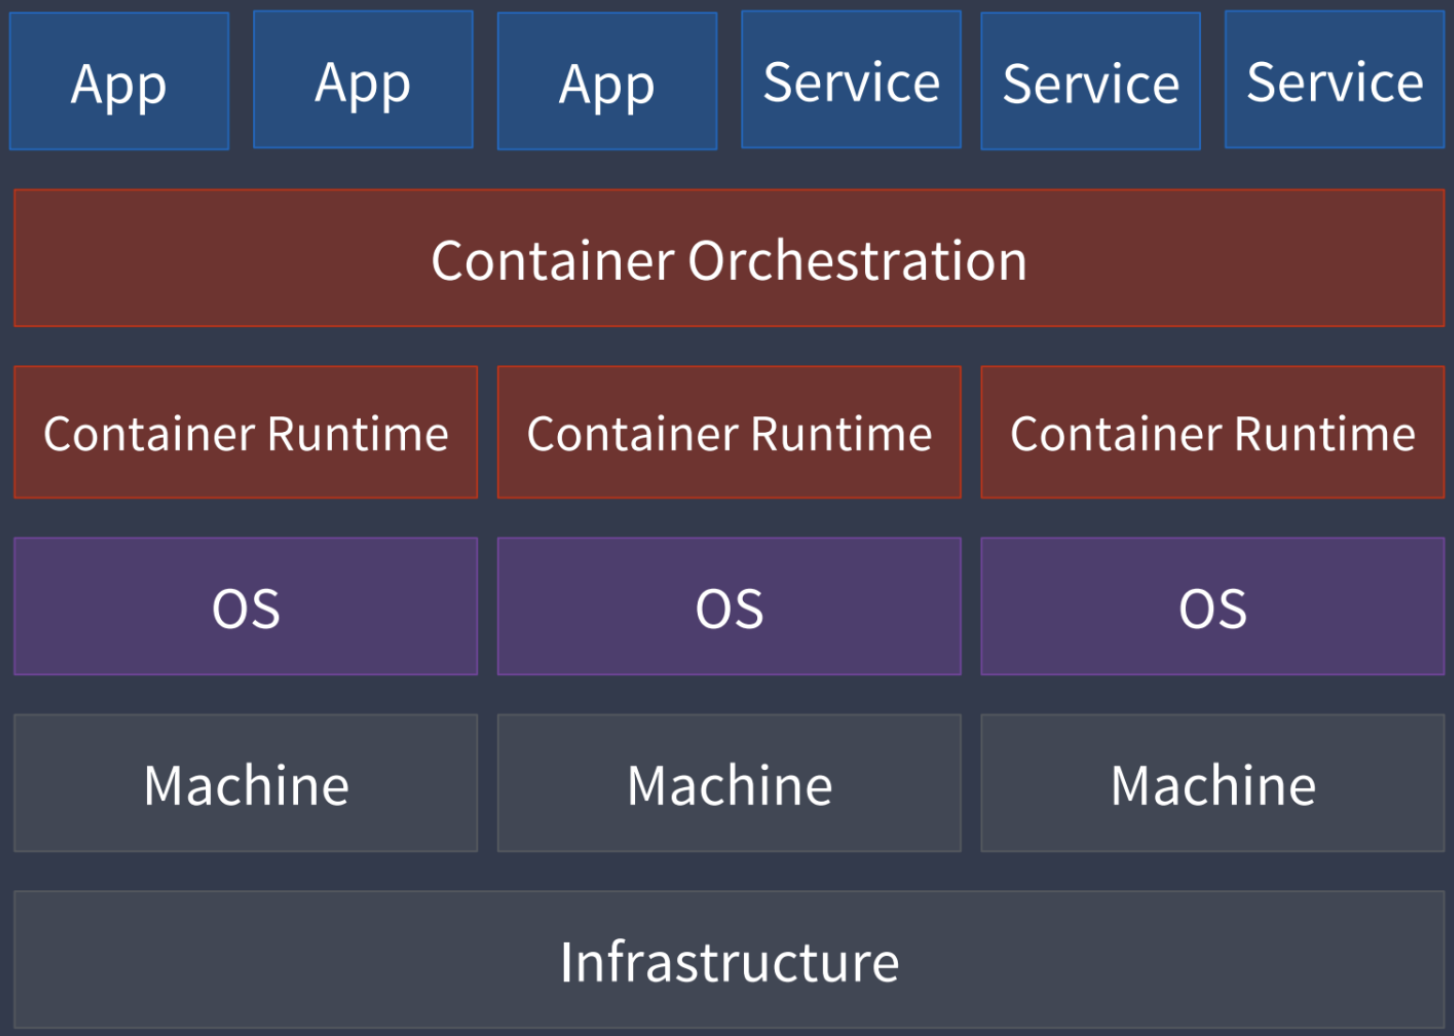 App
App
App
Service
Service
Service
Container Orchestration
Container Runtime
Container Runtime
Container Runtime
OS
OS
OS
Machine
Machine
Machine
Infrastructure